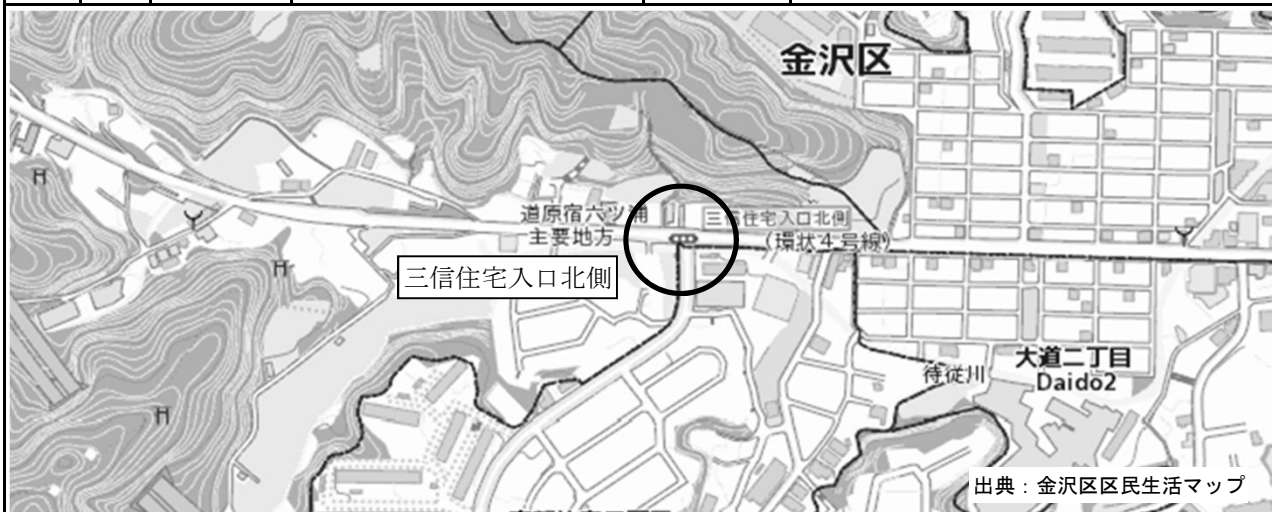 金沢区
道原宿六ツ浦
主要地方
三信住宅入口北側
（環状４号線）
三信住宅入口北側
大道二丁目
Daido2
侍従川
出典：金沢区区民生活マップ